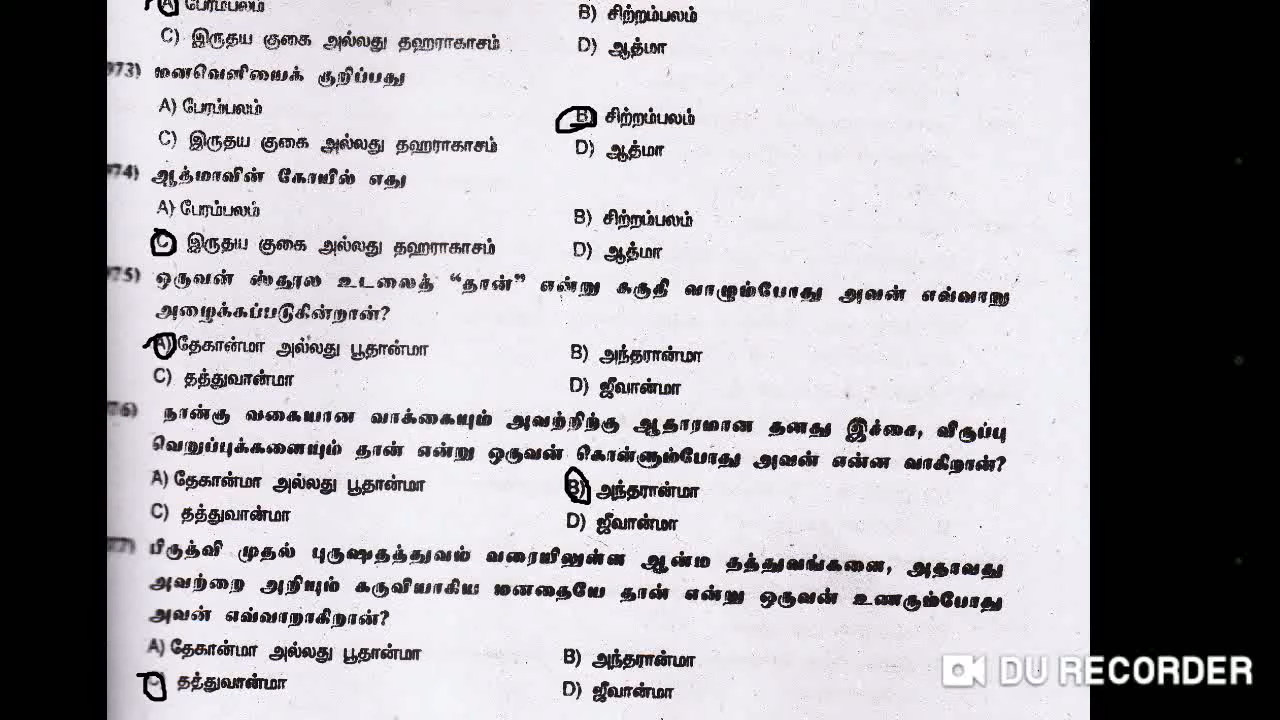 A) பேரம்பலம் B) சிற்றம்பலம்
C) இருதய குகை அல்லது தஹராகாசம் D) ஆத்மா
973) மனவெளியைக் குறிப்பது
A) பேரம்பலம் B) சிற்றம்பலம்
C) இருதய குகை அல்லது தஹராகாசம் D) ஆத்மா
74) ஆத்மாவின் கோயில் எது
A) பேரம்பலம் B) சிற்றம்பலம்
C இருதய குகை அல்லது தஹராகாசம் D) ஆத்மா
75) ஒருவன் ஸ்தூல உடலைத் “தான்” என்று கருதி வாழும்போது அவன் எவ்வாறு
அழைக்கப்படுகின்றான்?
A) தேகான்மா அல்லது பூதான்மா B) அந்தரான்மா
C) தத்துவான்மா D) ஜீவான்மா
76) நான்கு வகையான வாக்கையும் அவற்றிற்கு ஆதாரமான தனது இச்சை, விருப்பு
வெறுப்புக்களையும் தான் என்று ஒருவன் கொள்ளும்போது அவன் என்ன வாகிறான்?
A) தேகான்மா அல்லது பூதான்மா B) அந்தரான்மா
C) தத்துவான்மா D) ஜீவான்மா
77) பிருத்வி முதல் புருஷதத்துவம் வரையிலுள்ள ஆன்ம தத்துவங்களை, அதாவது
அவற்றை அறியும் கருவியாகிய மனதையே தான் என்று ஒருவன் உணரும்போது
அவன் எவ்வாறாகிறான்?
A) தேகான்மா அல்லது பூதான்மா B) அந்தரான்மா
தத்துவான்மா D) ஜீவான்மா
DU RECORDER